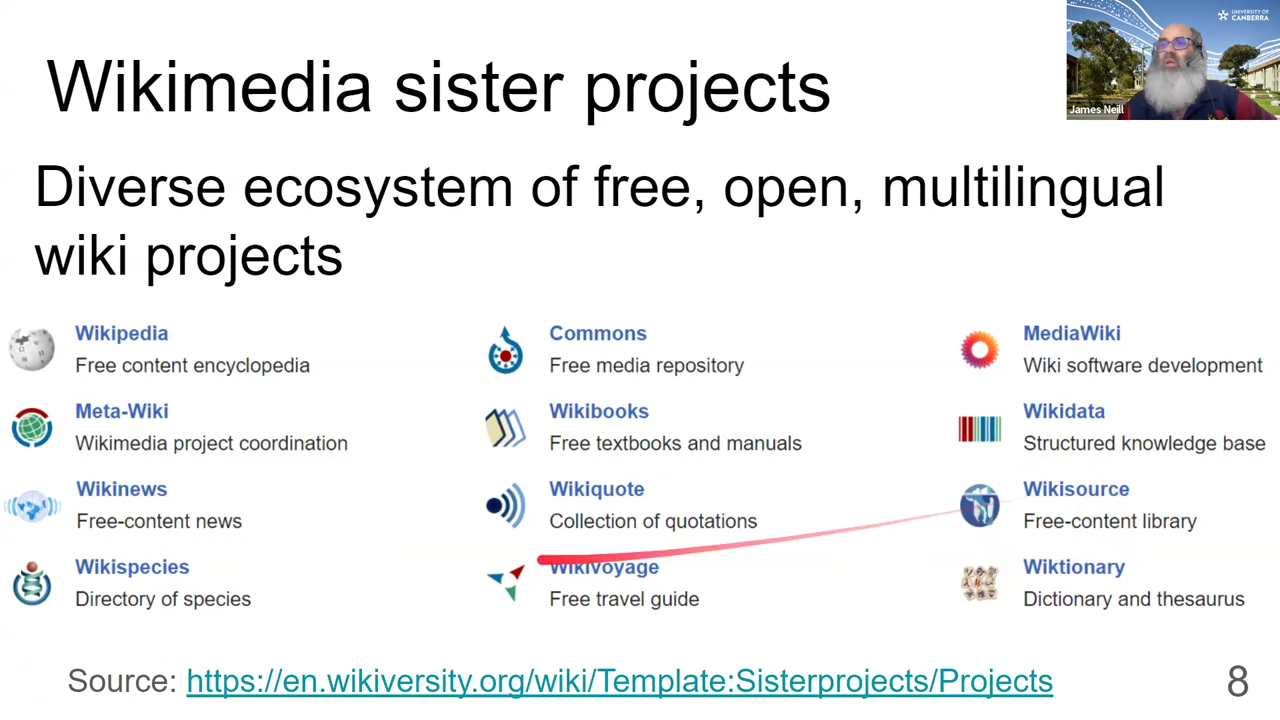 Wikimedia sister projects
UNIVERSITY OF
CANBERRA
James Neill
Diverse ecosystem of free, open, multilingual
wiki projects
Wikipedia
Free content encyclopedia
Commons
Free media repository
MediaWiki
Wiki software development
Meta-Wiki
Wikimedia project coordination
Wikibooks
Free textbooks and manuals
Wikidata
Structured knowledge base
Wikinews
Free-content news
Wikiquote
Collection of quotations
Wikisource
Free-content library
Wikispecies
Directory of species
Wikivoyage
Free travel guide
Wiktionary
Dictionary and thesaurus
Source: https://en.wikiversity.org/wiki/Template:Sisterprojects/Projects
8